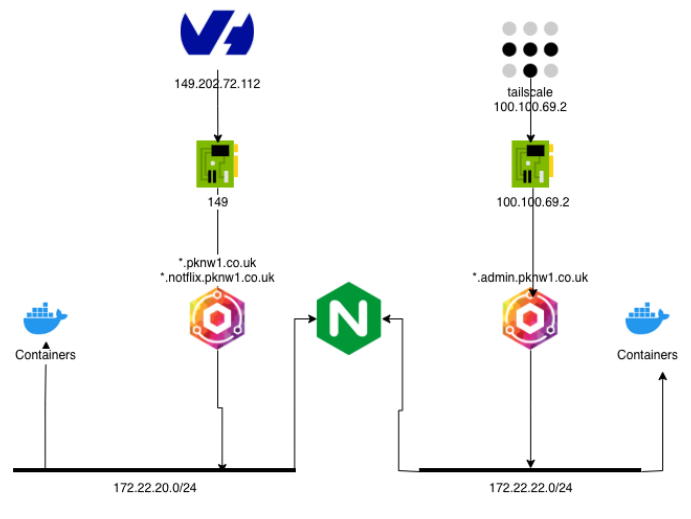 149.202.72.112
tailscale
100.100.69.2
149
100.100.69.2
*.pknw1.co.uk
*.notflix.pknw1.co.uk
*.admin.pknw1.co.uk
N
Containers
Containers
172.22.20.0/24
172.22.22.0/24